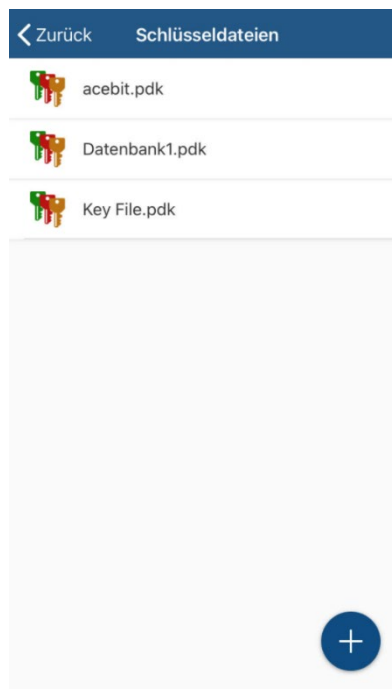 Zurück
Schlüsseldateien
acebit.pdk
Datenbank1.pdk
Key File.pdk